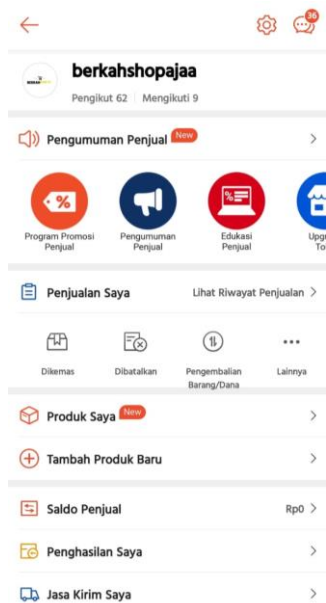 36
berkahshopajaa
Pengikut 62 Mengikuti 9
Pengumuman Penjual New
Program Promosi
Penjual
Pengumuman
Penjual
Edukasi
Penjual
Penjualan Saya Lihat Riwayat Penjualan
Dikemas
Dibatalkan
Pengembalian
Barang/Dana
Lainnya
Produk Saya New
Tambah Produk Baru
Saldo Penjual Rp0
Penghasilan Saya
Jasa Kirim Saya